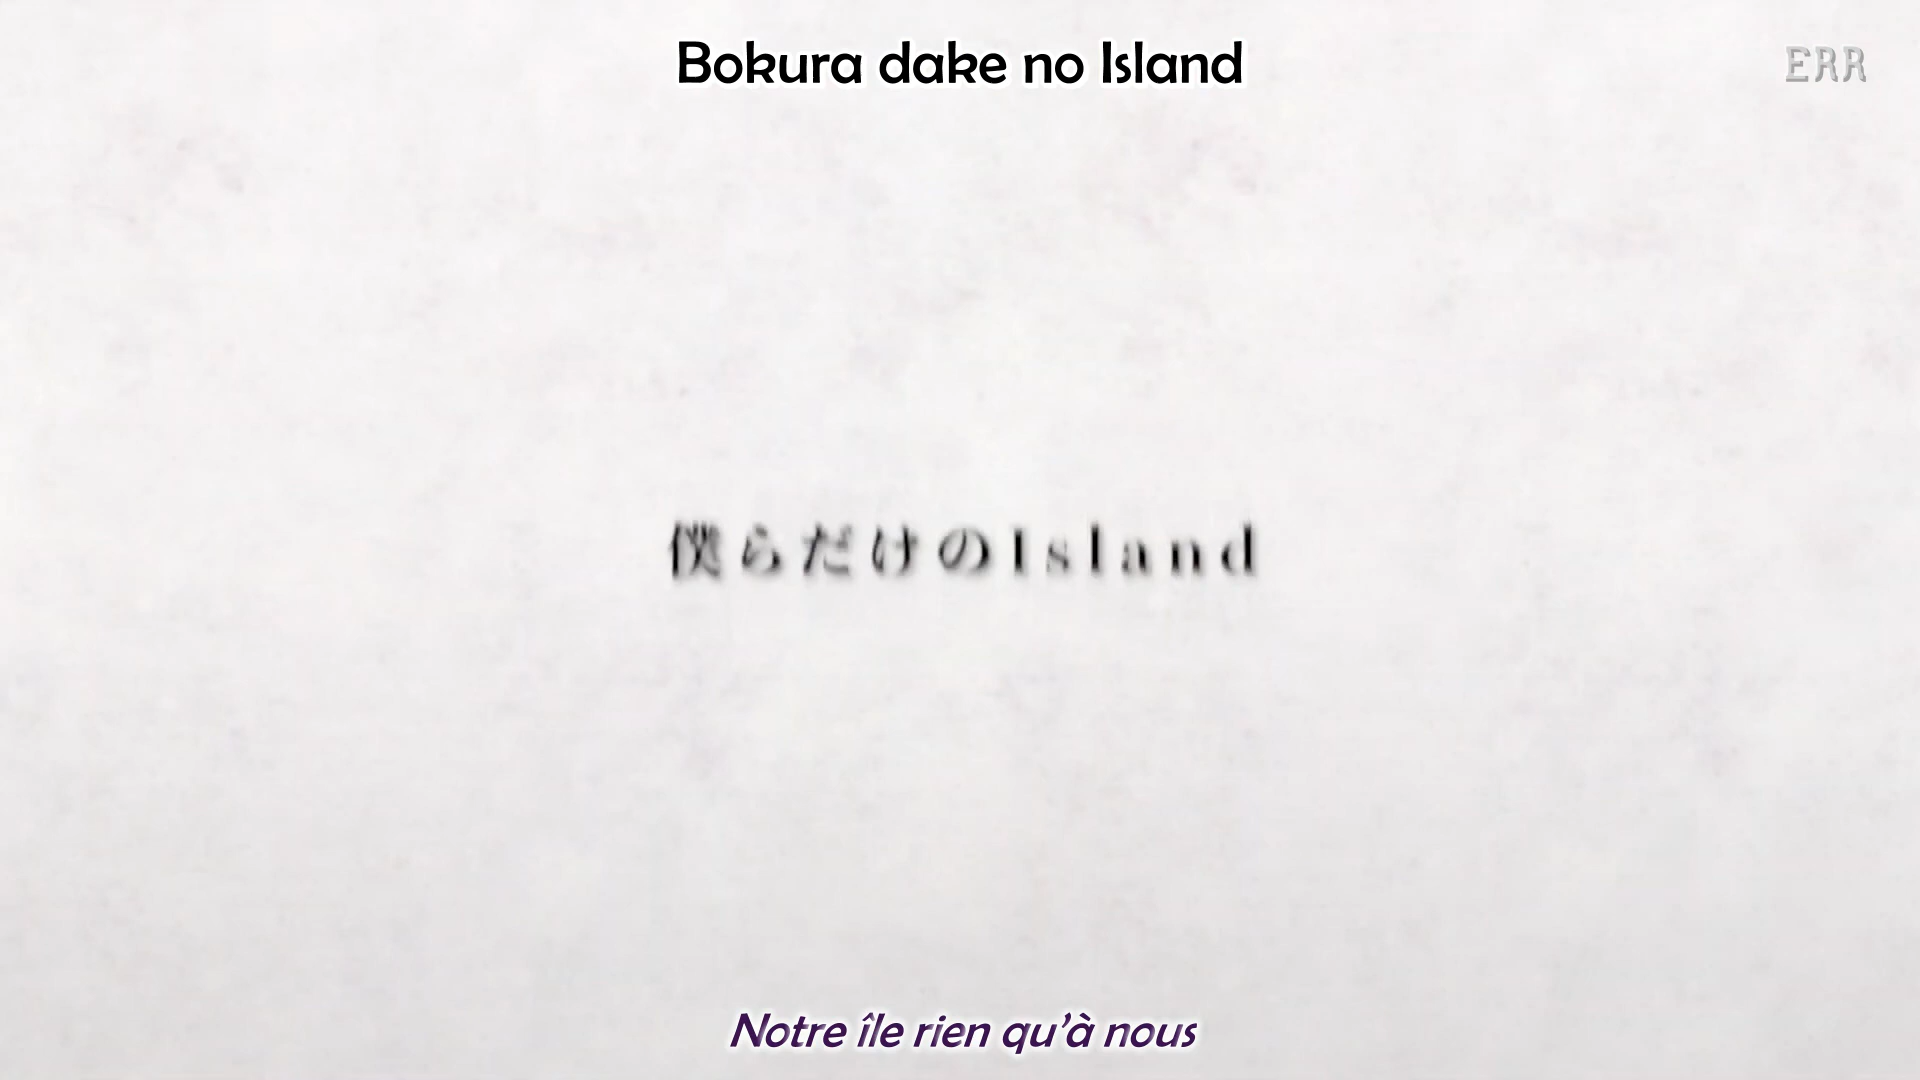 Bokura dake no Island
ERR
僕らだけのIsland
Notre île rien qu'à nous